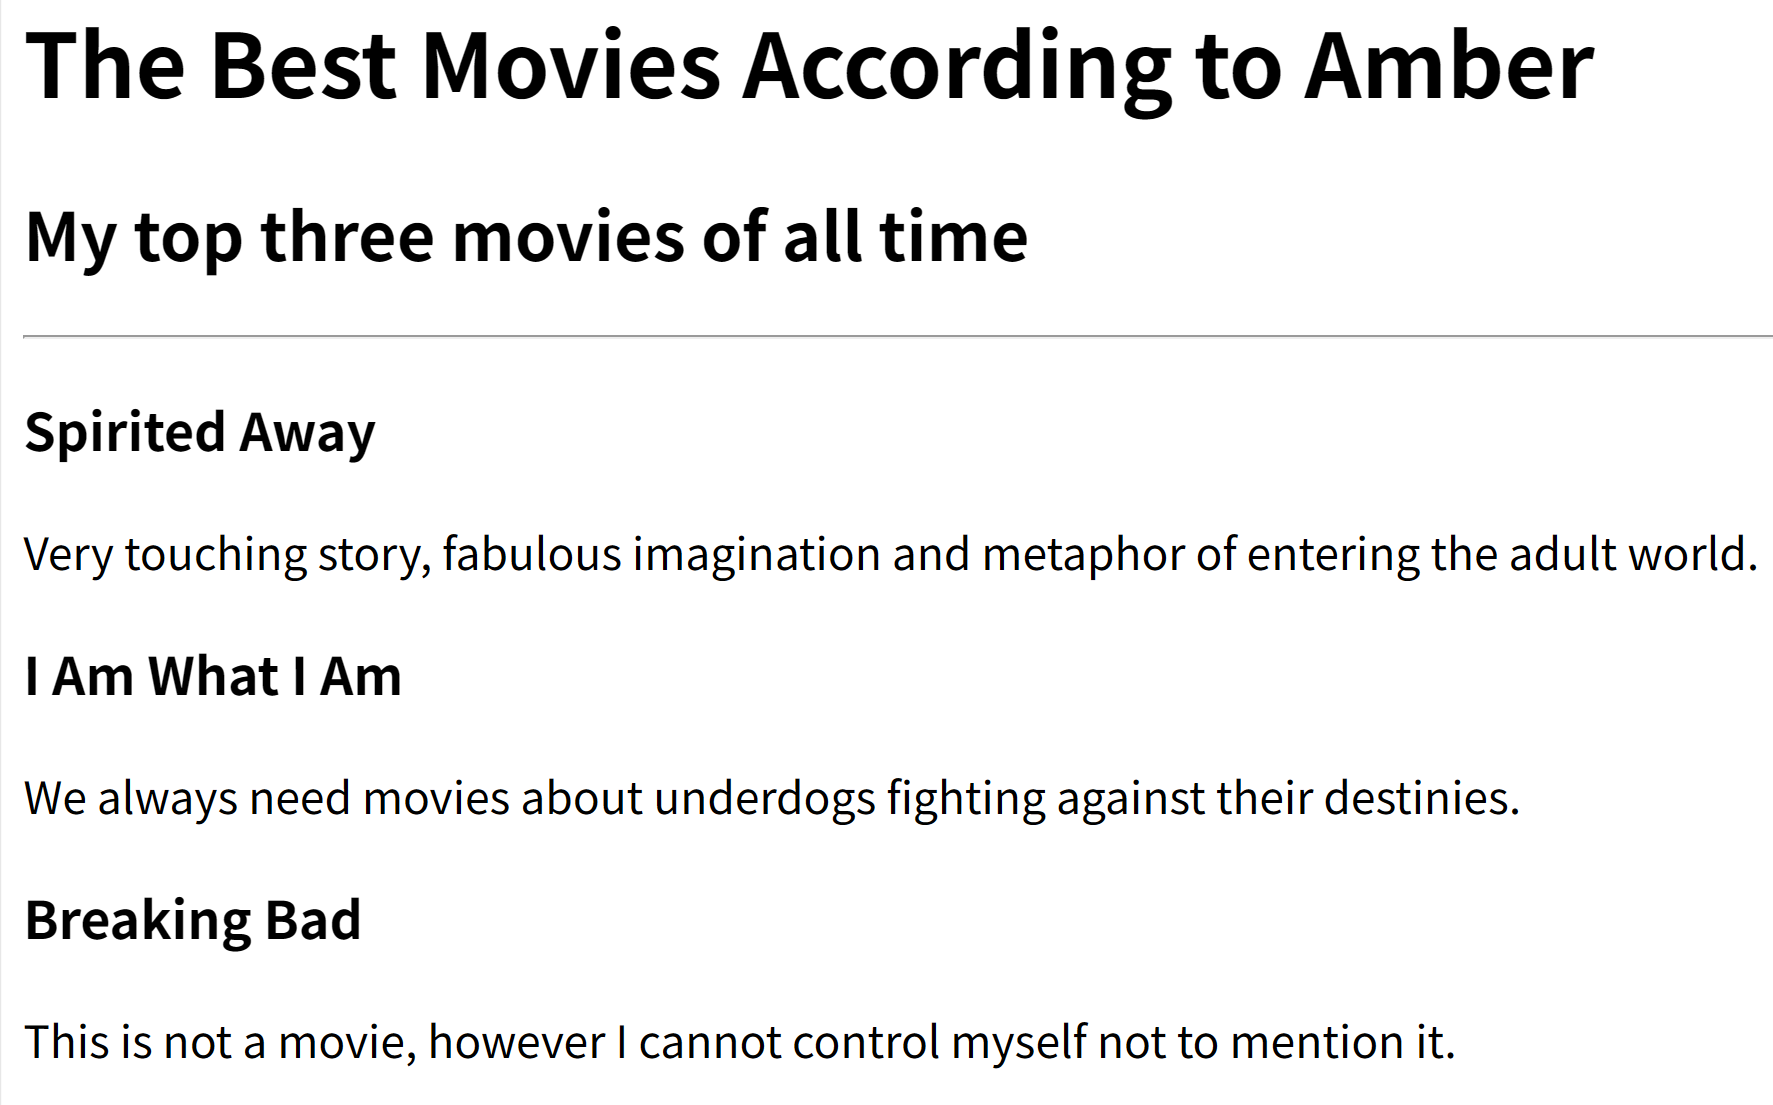 The Best Movies According to Amber
My top three movies of all time
Spirited Away
Very touching story, fabulous imagination and metaphor of entering the adult world.
I Am What I Am
We always need movies about underdogs fighting against their destinies.
Breaking Bad
This is not a movie, however I cannot control myself not to mention it.